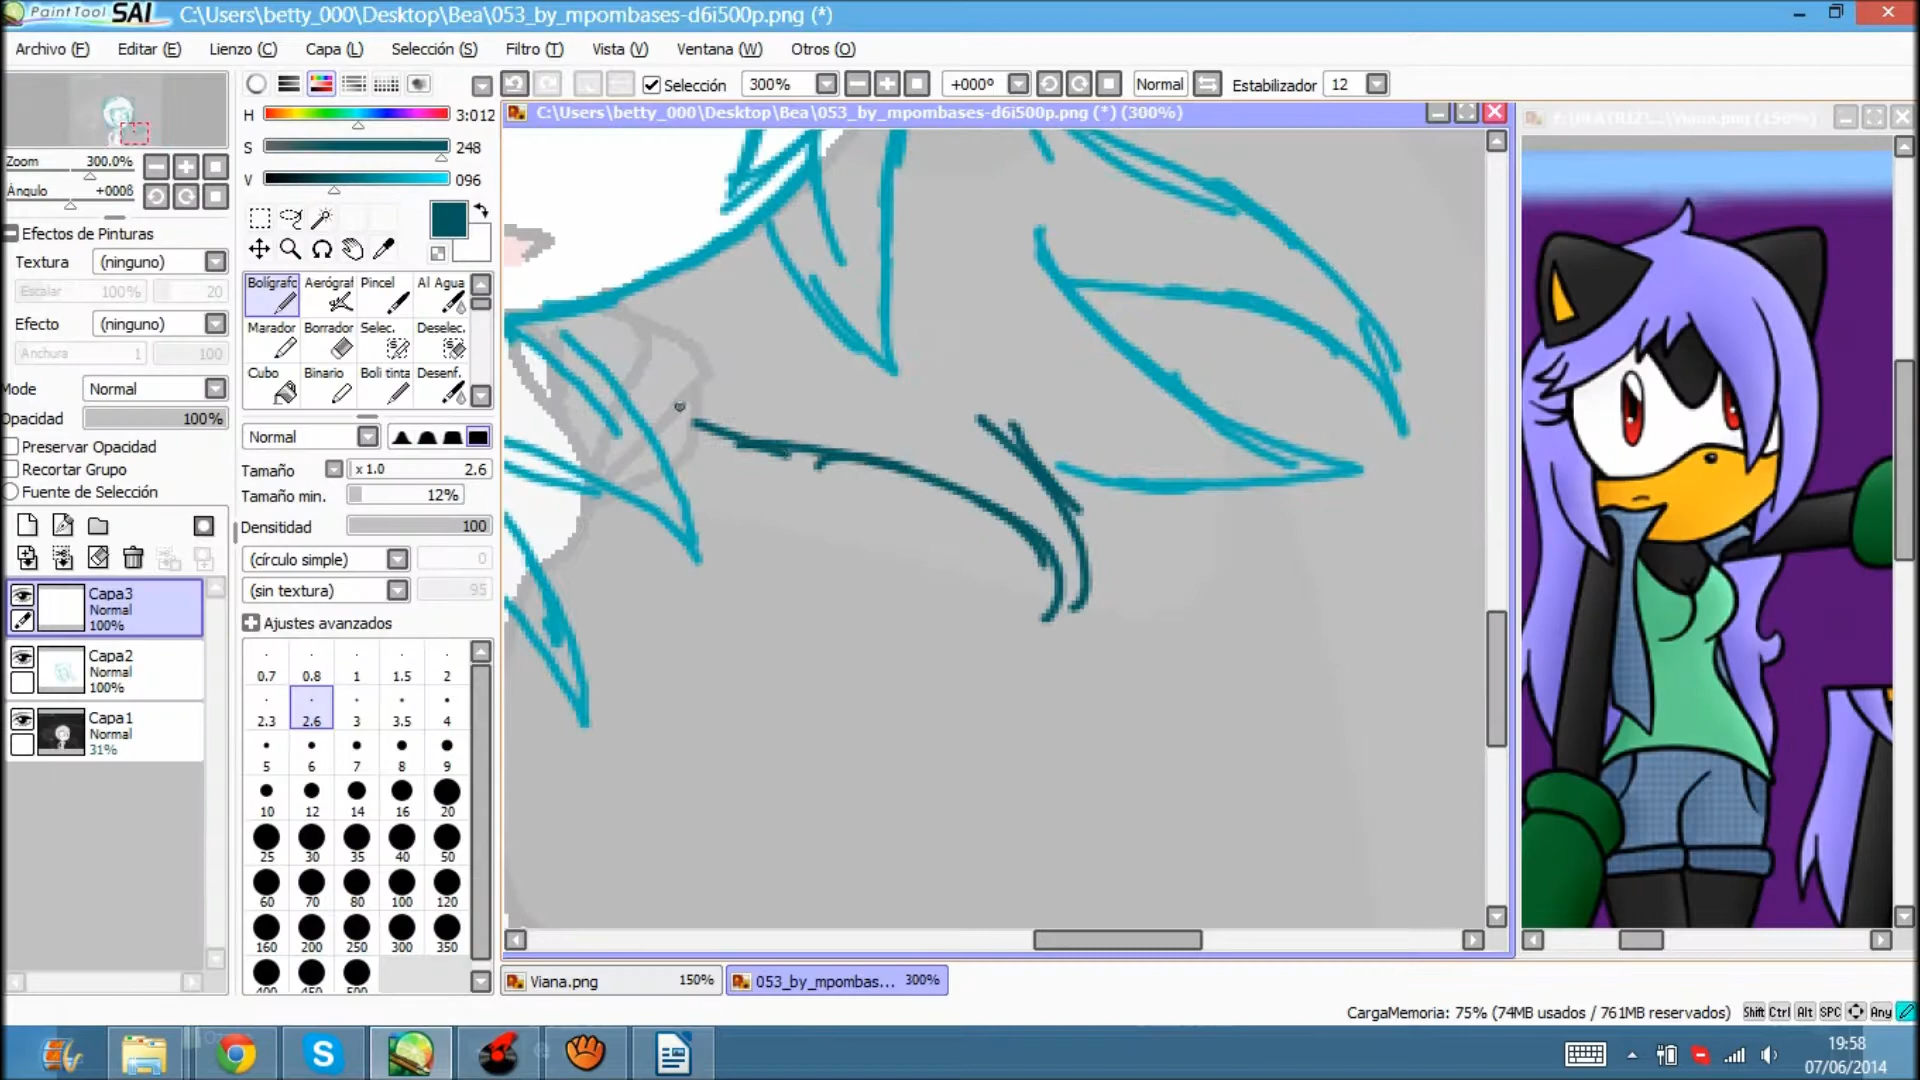 PaintTool SAI C:\Users\betty_000\Desktop\Bea\053_by_mpombases-d6i500p.png (*)
Archivo (F) Editar (E) Lienzo (C) Capa (L) Selección (S) Filtro (T) Vista (V) Ventana (W) Otros (O)
Selección 300% +000º Normal Estabilizador 12
C:\Users\betty_000\Desktop\Bea\053_by_mpombases-d6i500p.png (*) (300%)
Zoom 300.0%
Ángulo +000ß
Efectos de Pinturas
Textura (ninguno)
Escalar 100% 20
Efecto (ninguno)
Anchura 1 100
Mode Normal
Opacidad 100%
Preservar Opacidad
Recortar Grupo
Fuente de Selección
Capa3
Normal
100%
Capa2
Normal
100%
Capa1
Normal
31%
H 3:012
S 248
V 096
Bolígrafo Aerógraf Pincel Al Agua
Marador Borrador Selec. Deselec.
Cubo Binario Boli tinta Desenf.
Normal
Tamaño x 1.0 2.6
Tamaño min. 12%
Densitidad 100
(círculo simple) 0
(sin textura) 95
Ajustes avanzados
0.7 0.8 1 1.5 2
2.3 2.6 3 3.5 4
5 6 7 8 9
10 12 14 16 20
25 30 35 40 50
60 70 80 100 120
160 200 250 300 350
400 450 500
Viana.png 150% 053_by_mpombas... 300%
CargaMemoria: 75% (74MB usados / 761MB reservados) Shift Ctrl Alt SPC Any
19:58
07/06/2014